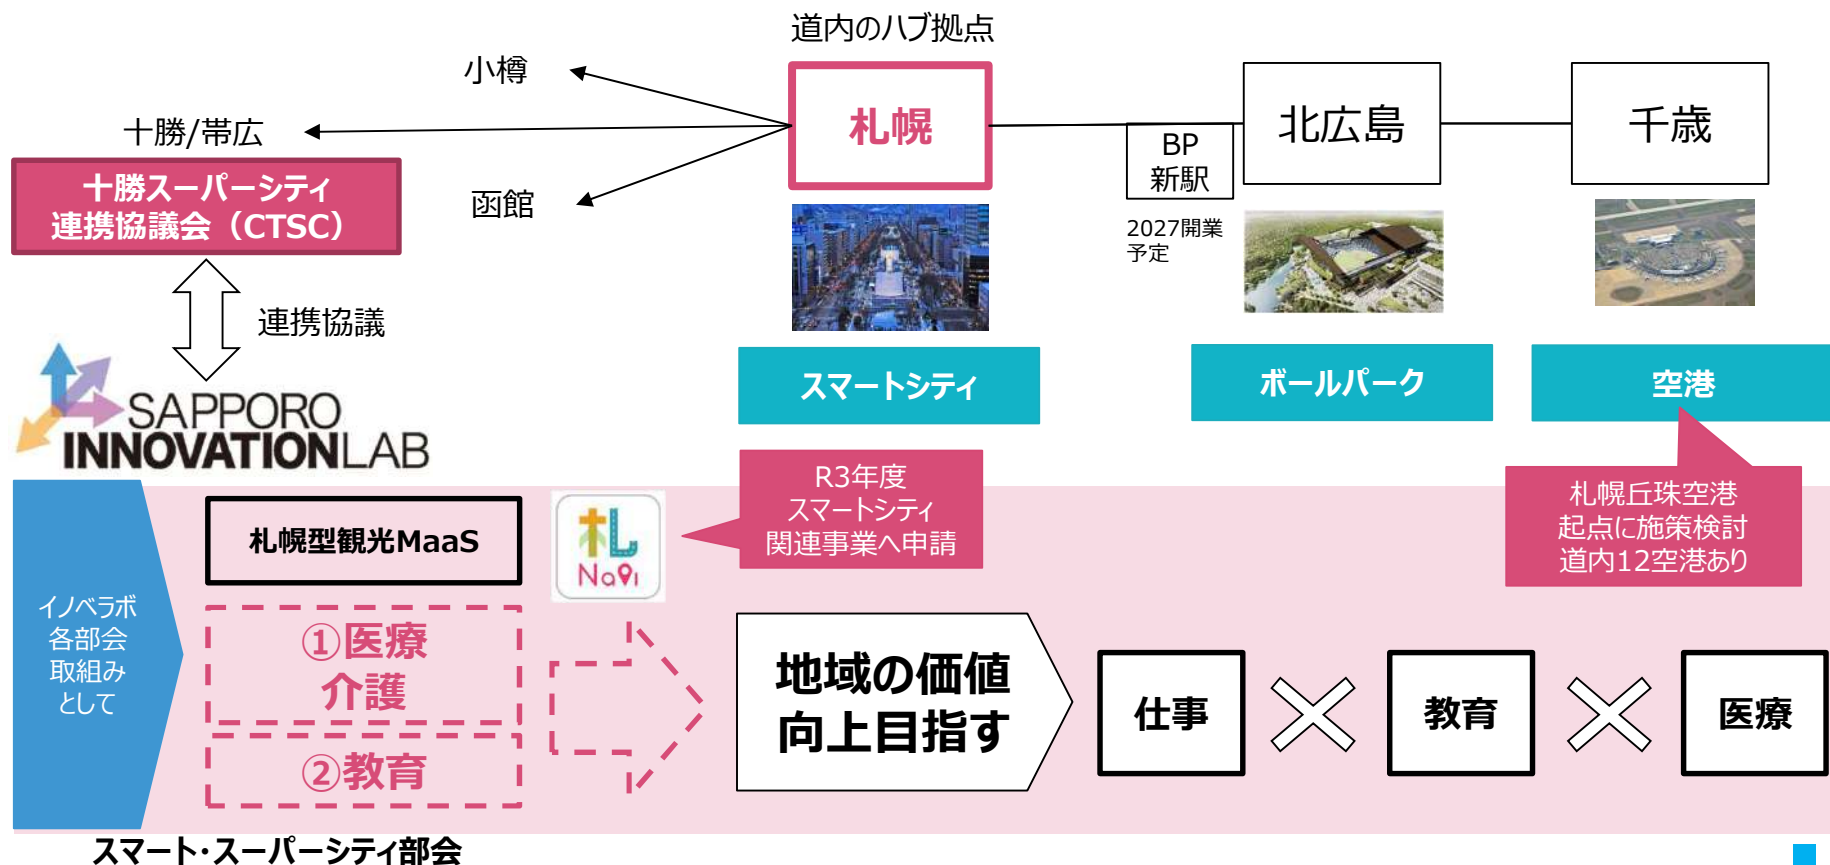 道内のハブ拠点
小樽
十勝/帯広
函館
札幌
北広島
千歳
BP
新駅
2027開業
予定
十勝スーパーシティ
連携協議会（CTSC）
連携協議
SAPPORO
INNOVATIONLAB
スマートシティ
ボールパーク
空港
R3年度
スマートシティ
関連事業へ申請
札幌丘珠空港
起点に施策検討
道内12空港あり
イノベラボ
各部会
取組み
として
札幌型観光MaaS
札
Navi
①医療
介護
②教育
地域の価値
向上目指す
仕事
教育
医療
スマート・スーパーシティ部会